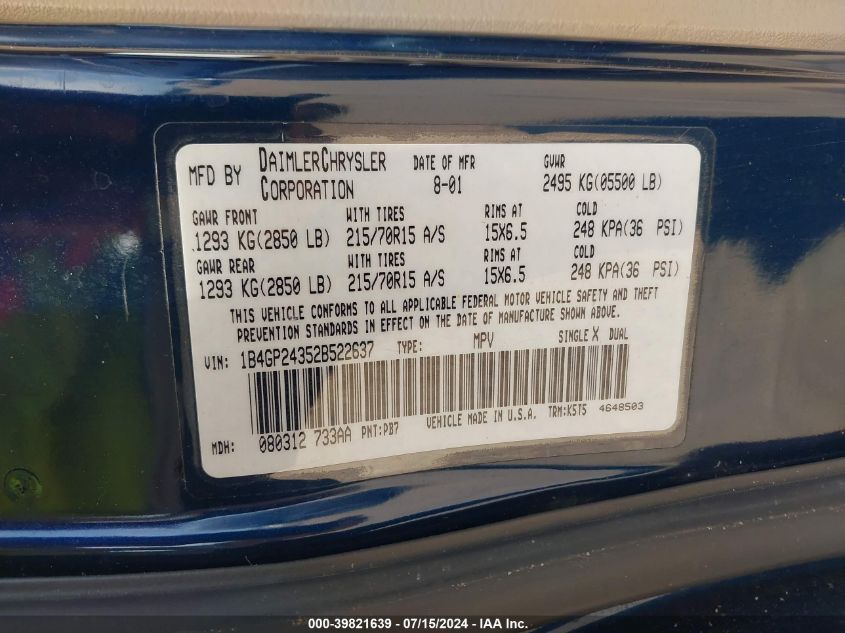 MFD BY DAIMLERCHRYSLER CORPORATION DATE OF MFR 8-01 GVWR 2495 KG(05500 LB)
GAWR FRONT WITH TIRES RIMS AT COLD
1293 KG(2850 LB) 215/70R15 A/S 15X6.5 248 KPA(36 PSI)
GAWR REAR WITH TIRES RIMS AT COLD
1293 KG(2850 LB) 215/70R15 A/S 15X6.5 248 KPA(36 PSI)
THIS VEHICLE CONFORMS TO ALL APPLICABLE FEDERAL MOTOR VEHICLE SAFETY AND THEFT
PREVENTION STANDARDS IN EFFECT ON THE DATE OF MANUFACTURE SHOWN ABOVE.
VIN: 1B4GP24352B522637 TYPE: MPV SINGLE X DUAL
MDH: 080312 733AA PNT:PB7 VEHICLE MADE IN U.S.A. TRM:K5T5 4648503
000-39821639 - 07/15/2024 - IAA Inc.